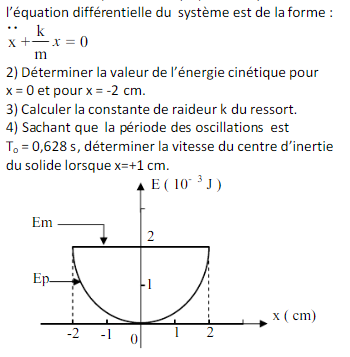 l'équation différentielle du système est de la forme :
ẍ + k/m x = 0
2) Déterminer la valeur de l'énergie cinétique pour
x = 0 et pour x = -2 cm.
3) Calculer la constante de raideur k du ressort.
4) Sachant que la période des oscillations est
T₀ = 0,628 s, déterminer la vitesse du centre d'inertie
du solide lorsque x=+1 cm.
E ( 10⁻³ J )
Em
2
Ep
1
x ( cm)
-2 -1 0 1 2